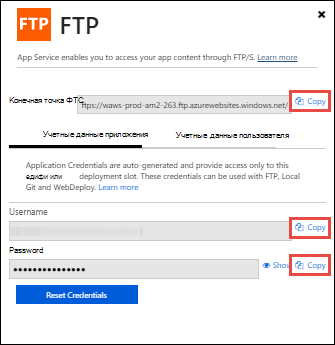 FTP FTP
App Service enables you to access your app content through FTP/S. Learn more
Конечная точка ФТС
ftps://waws-prod-am2-263.ftp.azurewebsites.windows.net/ Copy
Учетные данные приложения Учетные данные пользователя
Application Credentials are auto-generated and provide access only to this
едифи или deployment slot. These credentials can be used with FTP, Local
Git and WebDeploy. Learn more
Username
Copy
Password
Show Copy
Reset Credentials